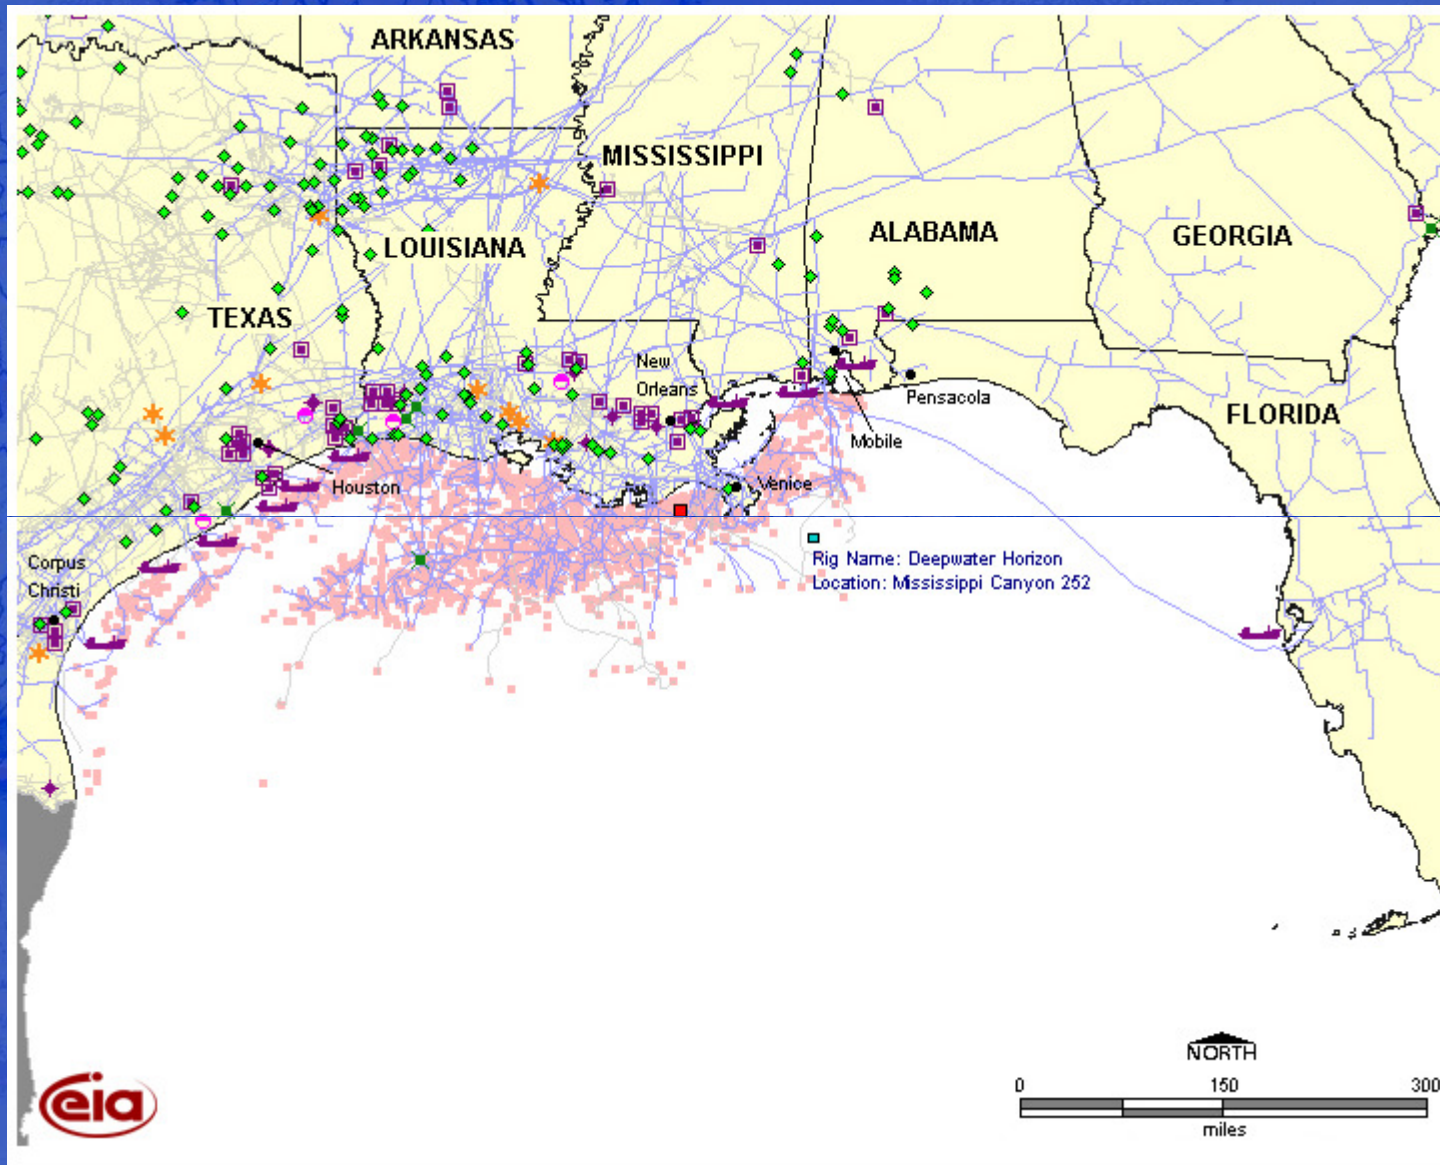 ARKANSAS
MISSISSIPPI
ALABAMA
GEORGIA
LOUISIANA
TEXAS
New
Orleans
Pensacola
FLORIDA
Mobile
Houston
Venice
Corpus
Christi
Rig Name: Deepwater Horizon
Location: Mississippi Canyon 252
NORTH
0 150 300
miles
eia